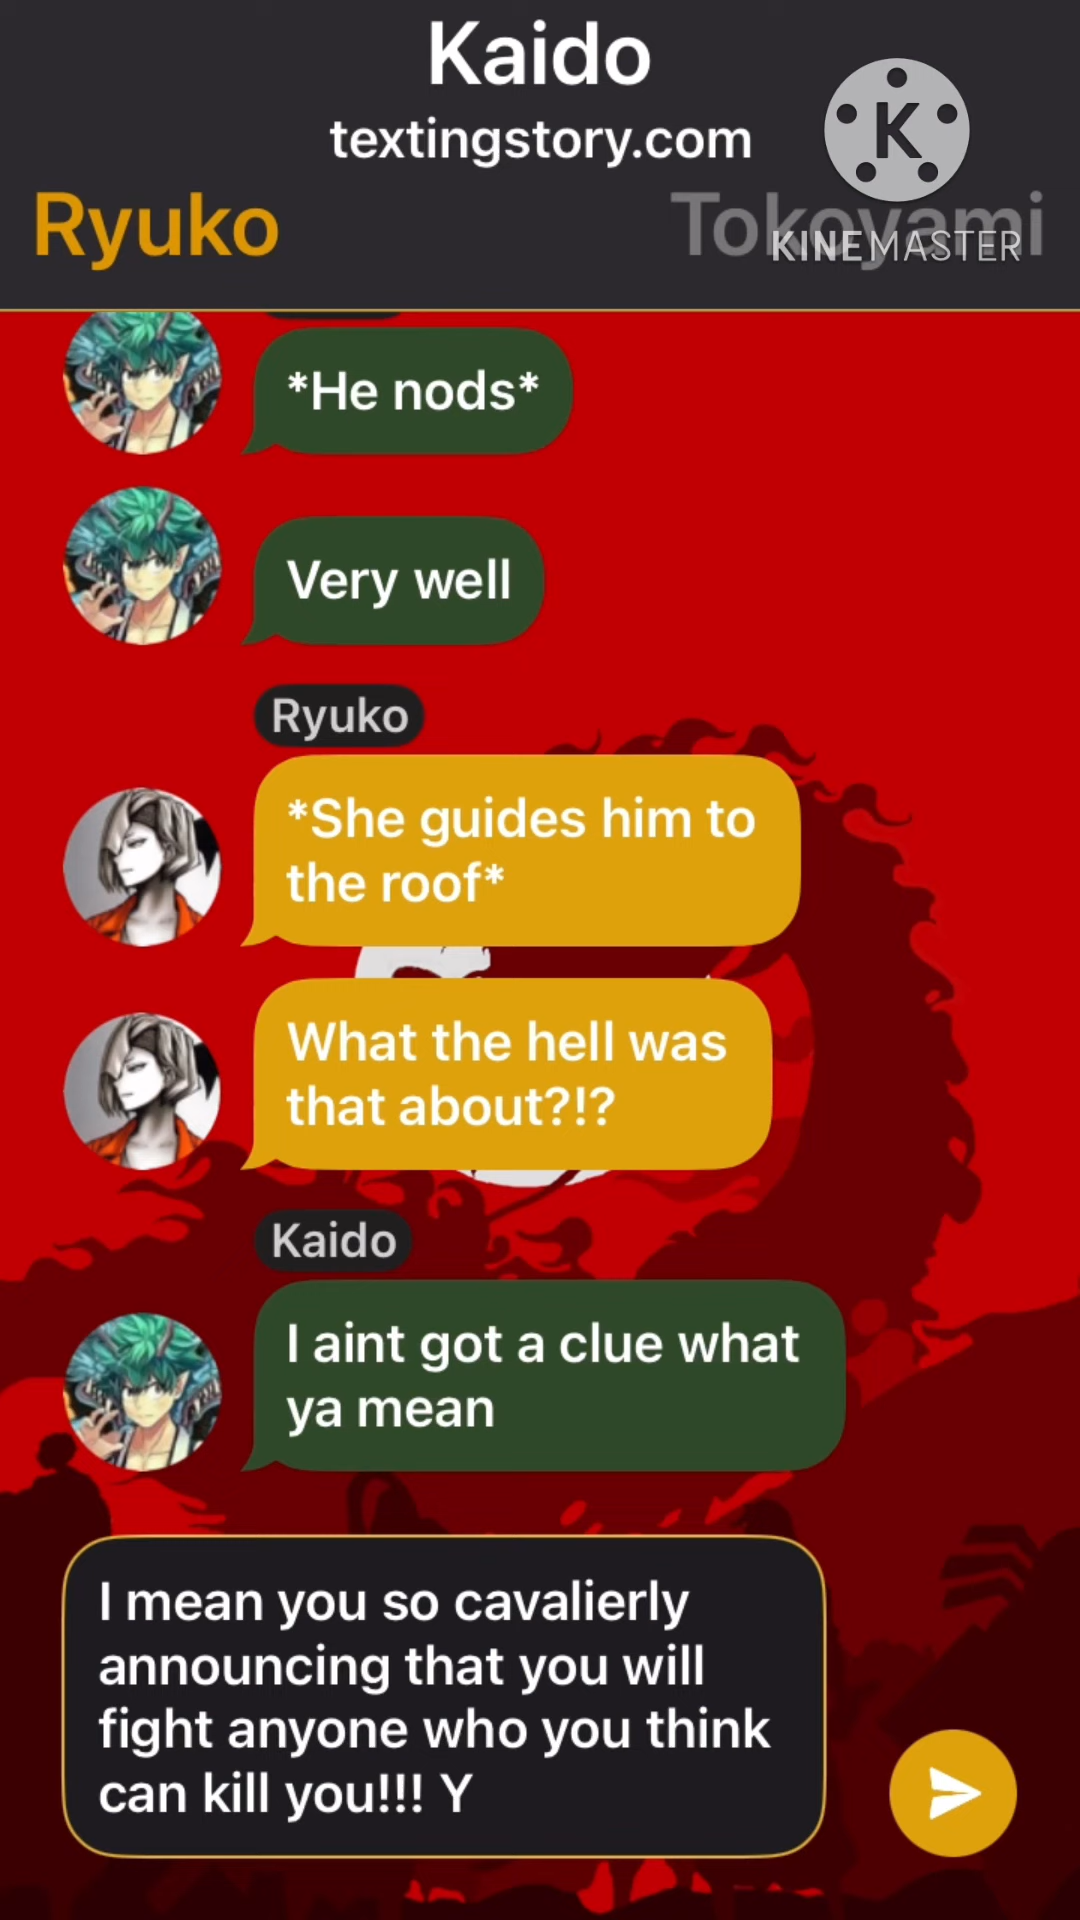 Kaido
textingstory.com
K
Ryuko
Tokoyami
KINEMASTER
*He nods*
Very well
Ryuko
*She guides him to
the roof*
What the hell was
that about?!?
Kaido
I aint got a clue what
ya mean
I mean you so cavalierly
announcing that you will
fight anyone who you think
can kill you!!! Y